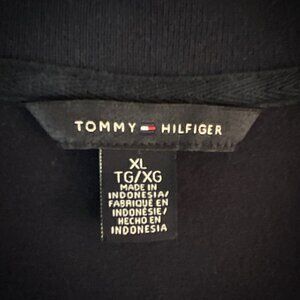 TOMMY HILFIGER
XL
TG/XG
MADE IN
INDONESIA/
FABRIQUÉ EN
INDONÉSIE/
HECHO EN
INDONESIA